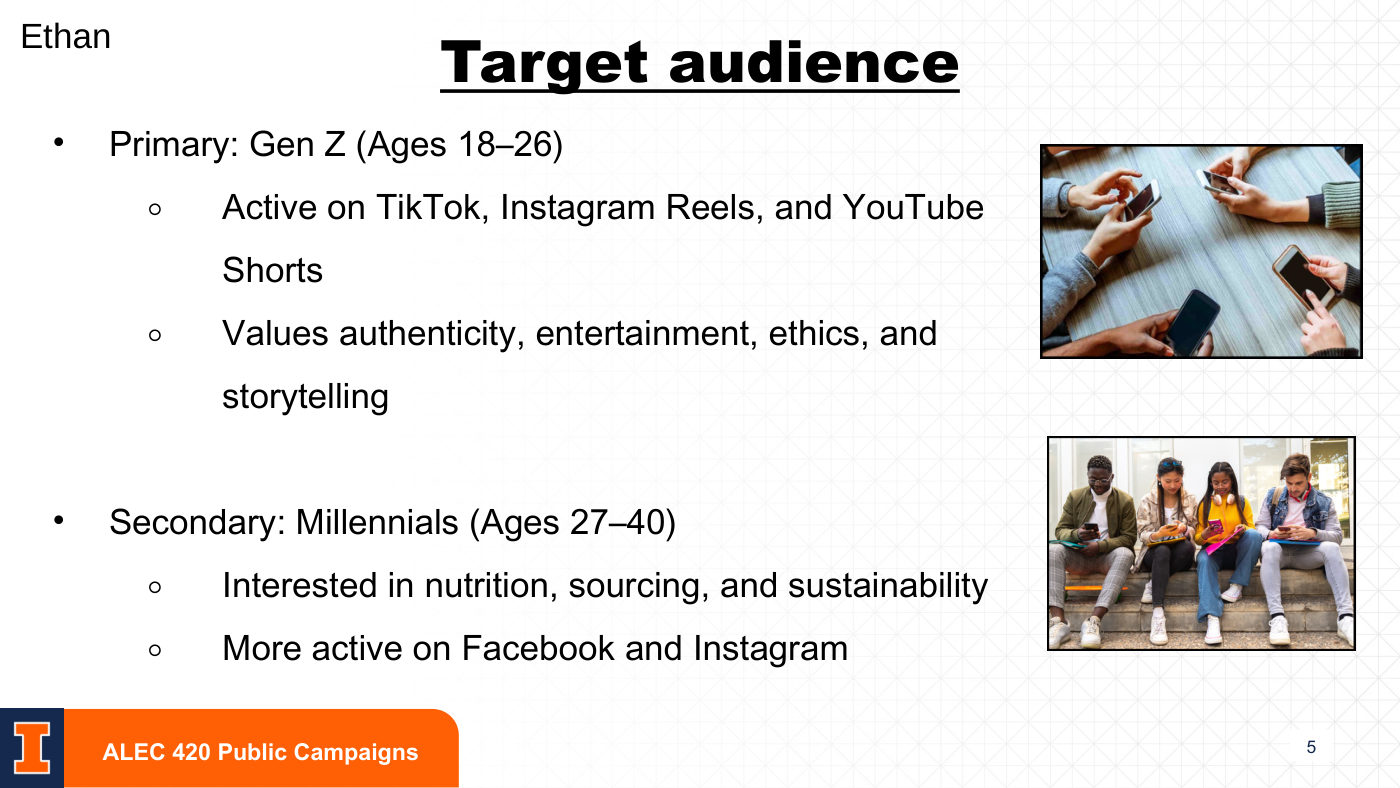 Ethan
Target audience
• Primary: Gen Z (Ages 18–26)
○ Active on TikTok, Instagram Reels, and YouTube
Shorts
○ Values authenticity, entertainment, ethics, and
storytelling
• Secondary: Millennials (Ages 27–40)
○ Interested in nutrition, sourcing, and sustainability
○ More active on Facebook and Instagram
I
ALEC 420 Public Campaigns
5